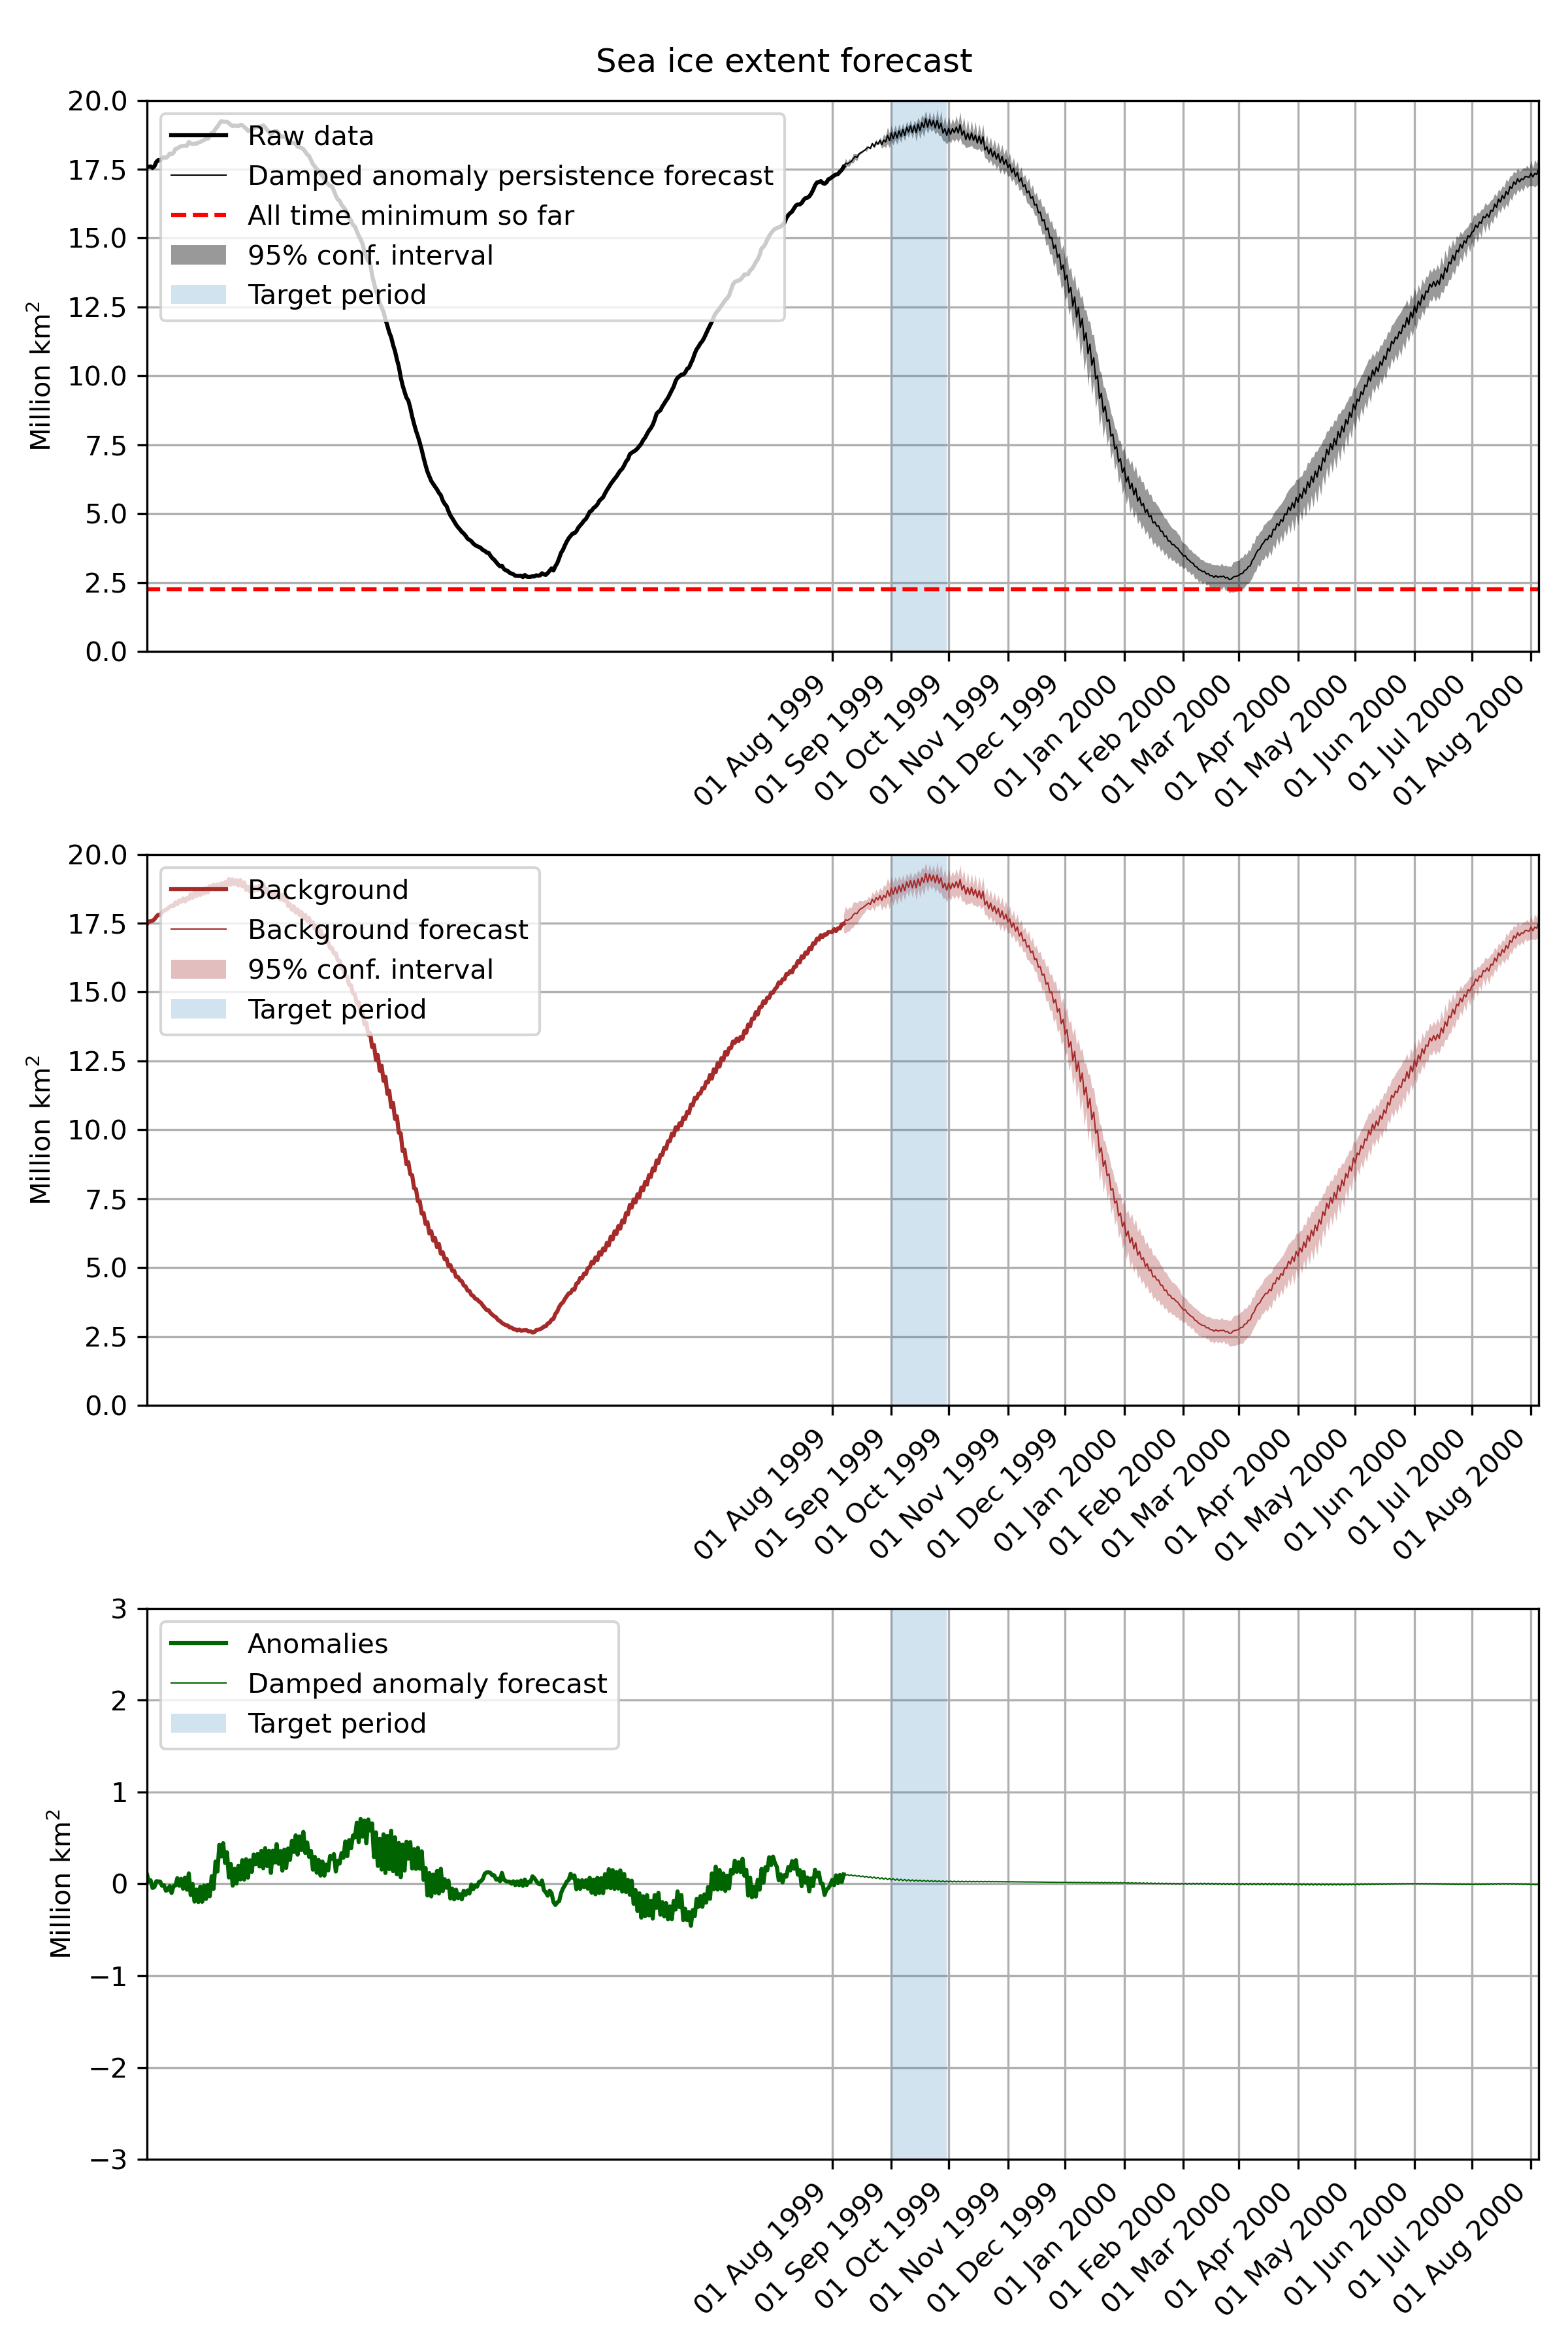 Sea ice extent forecast
20.0
17.5
15.0
12.5
10.0
7.5
5.0
2.5
0.0
Million km²
Raw data
Damped anomaly persistence forecast
All time minimum so far
95% conf. interval
Target period
01 Aug 1999
01 Sep 1999
01 Oct 1999
01 Nov 1999
01 Dec 1999
01 Jan 2000
01 Feb 2000
01 Mar 2000
01 Apr 2000
01 May 2000
01 Jun 2000
01 Jul 2000
01 Aug 2000
20.0
17.5
15.0
12.5
10.0
7.5
5.0
2.5
0.0
Million km²
Background
Background forecast
95% conf. interval
Target period
01 Aug 1999
01 Sep 1999
01 Oct 1999
01 Nov 1999
01 Dec 1999
01 Jan 2000
01 Feb 2000
01 Mar 2000
01 Apr 2000
01 May 2000
01 Jun 2000
01 Jul 2000
01 Aug 2000
3
2
1
0
−1
−2
−3
Million km²
Anomalies
Damped anomaly forecast
Target period
01 Aug 1999
01 Sep 1999
01 Oct 1999
01 Nov 1999
01 Dec 1999
01 Jan 2000
01 Feb 2000
01 Mar 2000
01 Apr 2000
01 May 2000
01 Jun 2000
01 Jul 2000
01 Aug 2000